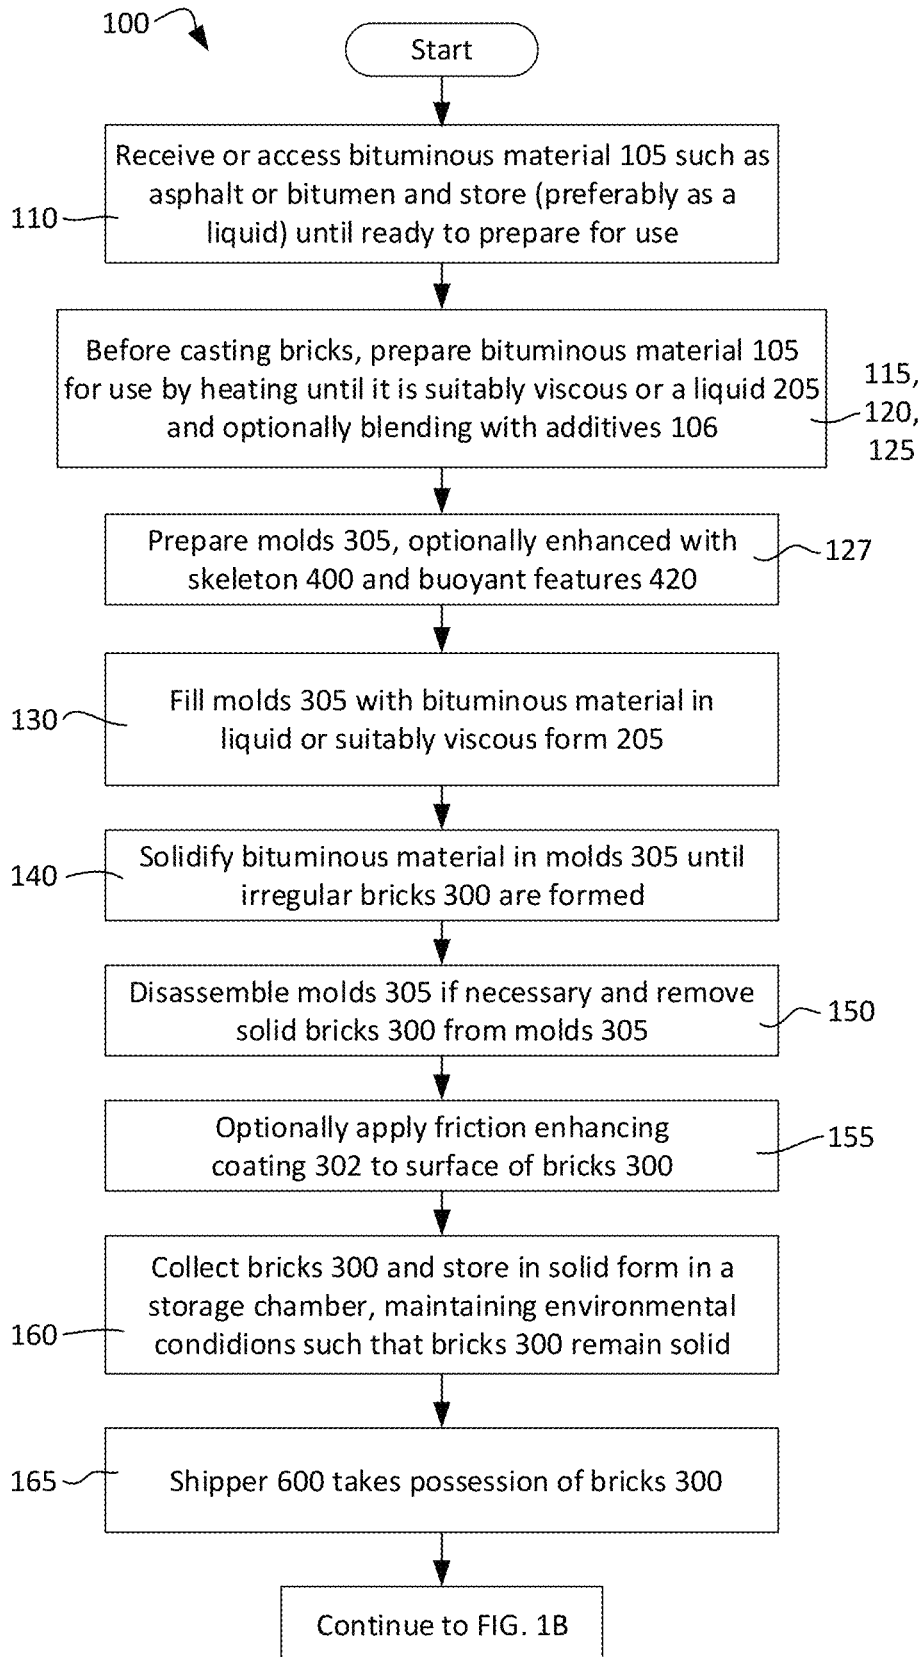 100
Start
Receive or access bituminous material 105 such as
asphalt or bitumen and store (preferably as a
liquid) until ready to prepare for use
110
Before casting bricks, prepare bituminous material 105
for use by heating until it is suitably viscous or a liquid 205
and optionally blending with additives 106
115,
120,
125
Prepare molds 305, optionally enhanced with
skeleton 400 and buoyant features 420
127
Fill molds 305 with bituminous material in
liquid or suitably viscous form 205
130
Solidify bituminous material in molds 305 until
irregular bricks 300 are formed
140
Disassemble molds 305 if necessary and remove
solid bricks 300 from molds 305
150
Optionally apply friction enhancing
coating 302 to surface of bricks 300
155
Collect bricks 300 and store in solid form in a
storage chamber, maintaining environmental
condidions such that bricks 300 remain solid
160
Shipper 600 takes possession of bricks 300
165
Continue to FIG. 1B